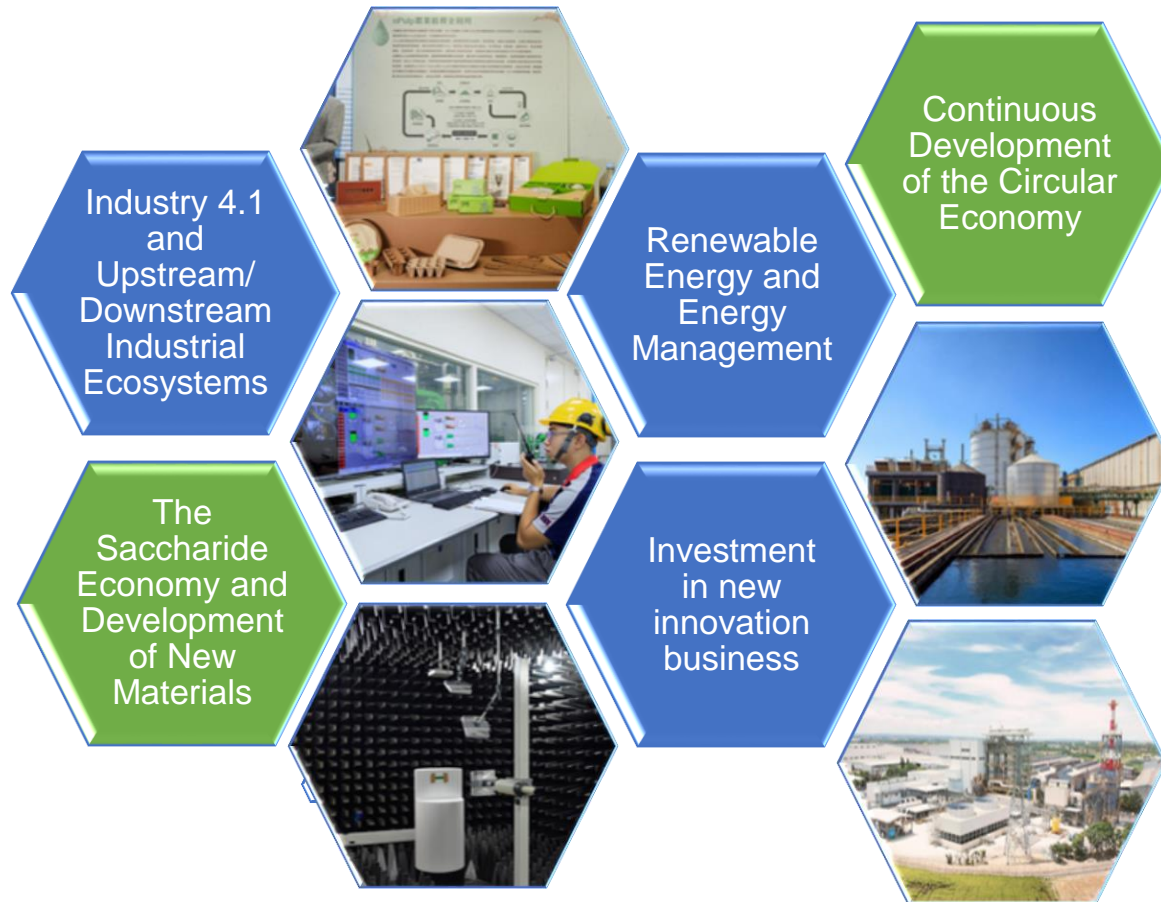 Industry 4.1
and
Upstream/
Downstream
Industrial
Ecosystems
Renewable
Energy and
Energy
Management
Continuous
Development
of the Circular
Economy
The
Saccharide
Economy and
Development
of New
Materials
Investment
in new
innovation
business